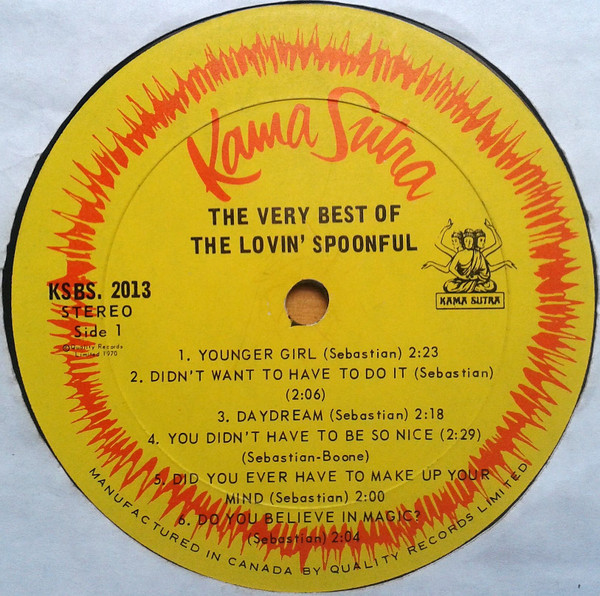 Kama Sutra
THE VERY BEST OF
THE LOVIN' SPOONFUL
KSBS. 2013
STEREO
Side 1
℗Quality Records
Limited 1970
KAMA SUTRA
1. YOUNGER GIRL (Sebastian) 2:23
2. DIDN'T WANT TO HAVE TO DO IT (Sebastian)
(2:06)
3. DAYDREAM (Sebastian) 2:18
4. YOU DIDN'T HAVE TO BE SO NICE (2:29)
(Sebastian-Boone)
5. DID YOU EVER HAVE TO MAKE UP YOUR
MIND (Sebastian) 2:00
6. DO YOU BELIEVE IN MAGIC?
(Sebastian) 2:04
MANUFACTURED IN CANADA BY QUALITY RECORDS LIMITED